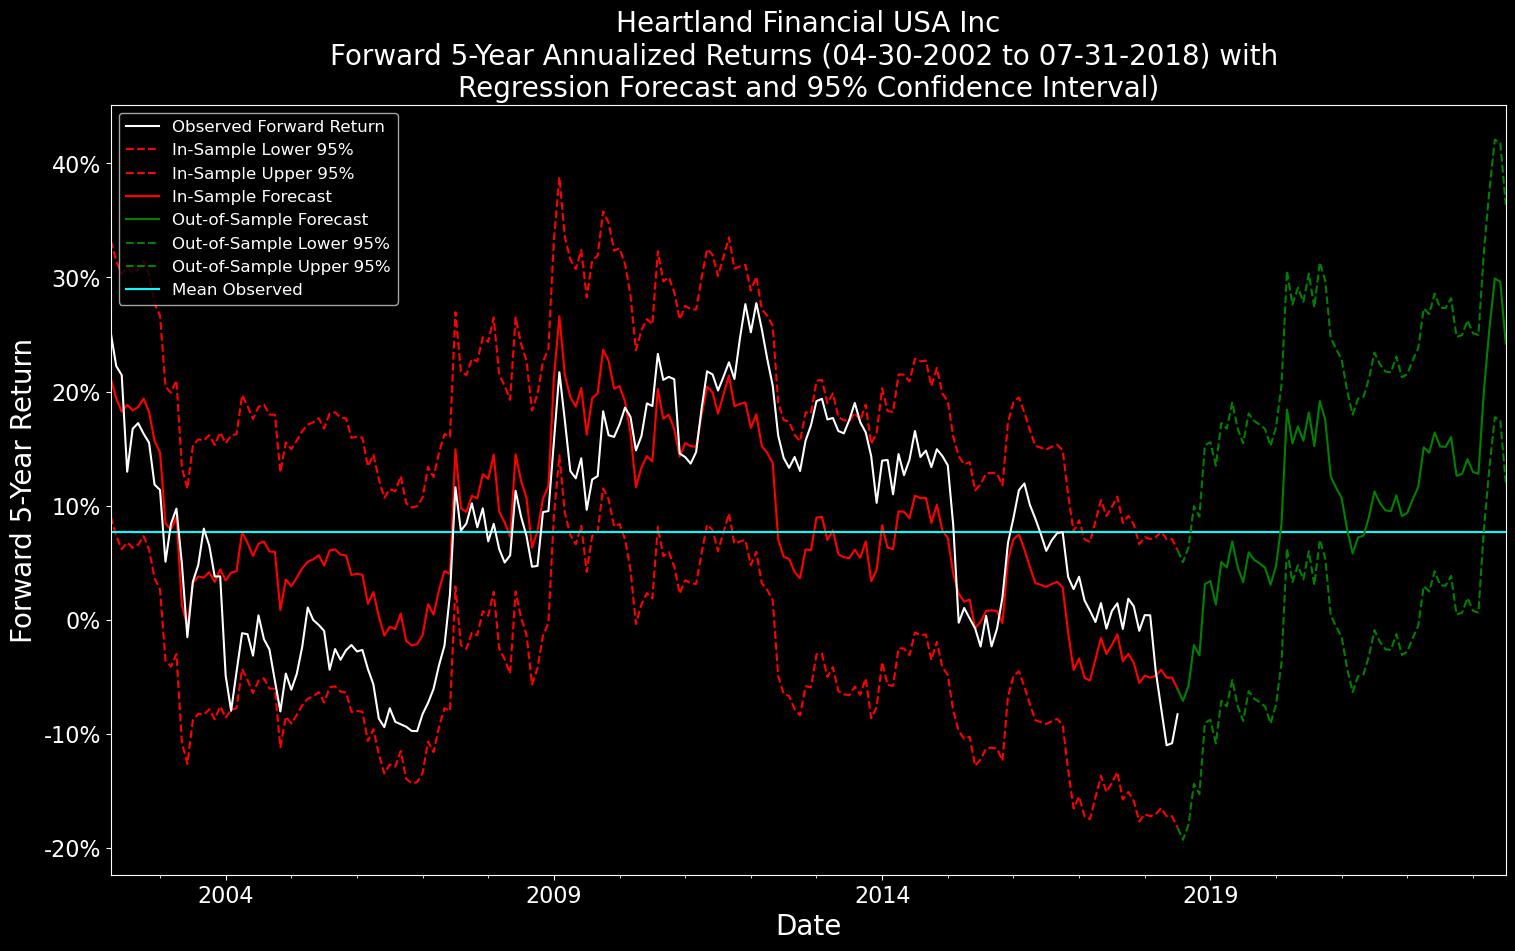 Heartland Financial USA Inc
Forward 5-Year Annualized Returns (04-30-2002 to 07-31-2018) with
Regression Forecast and 95% Confidence Interval)
Observed Forward Return
In-Sample Lower 95%
In-Sample Upper 95%
In-Sample Forecast
Out-of-Sample Forecast
Out-of-Sample Lower 95%
Out-of-Sample Upper 95%
Mean Observed
Forward 5-Year Return
40%
30%
20%
10%
0%
-10%
-20%
2004
2009
2014
2019
Date